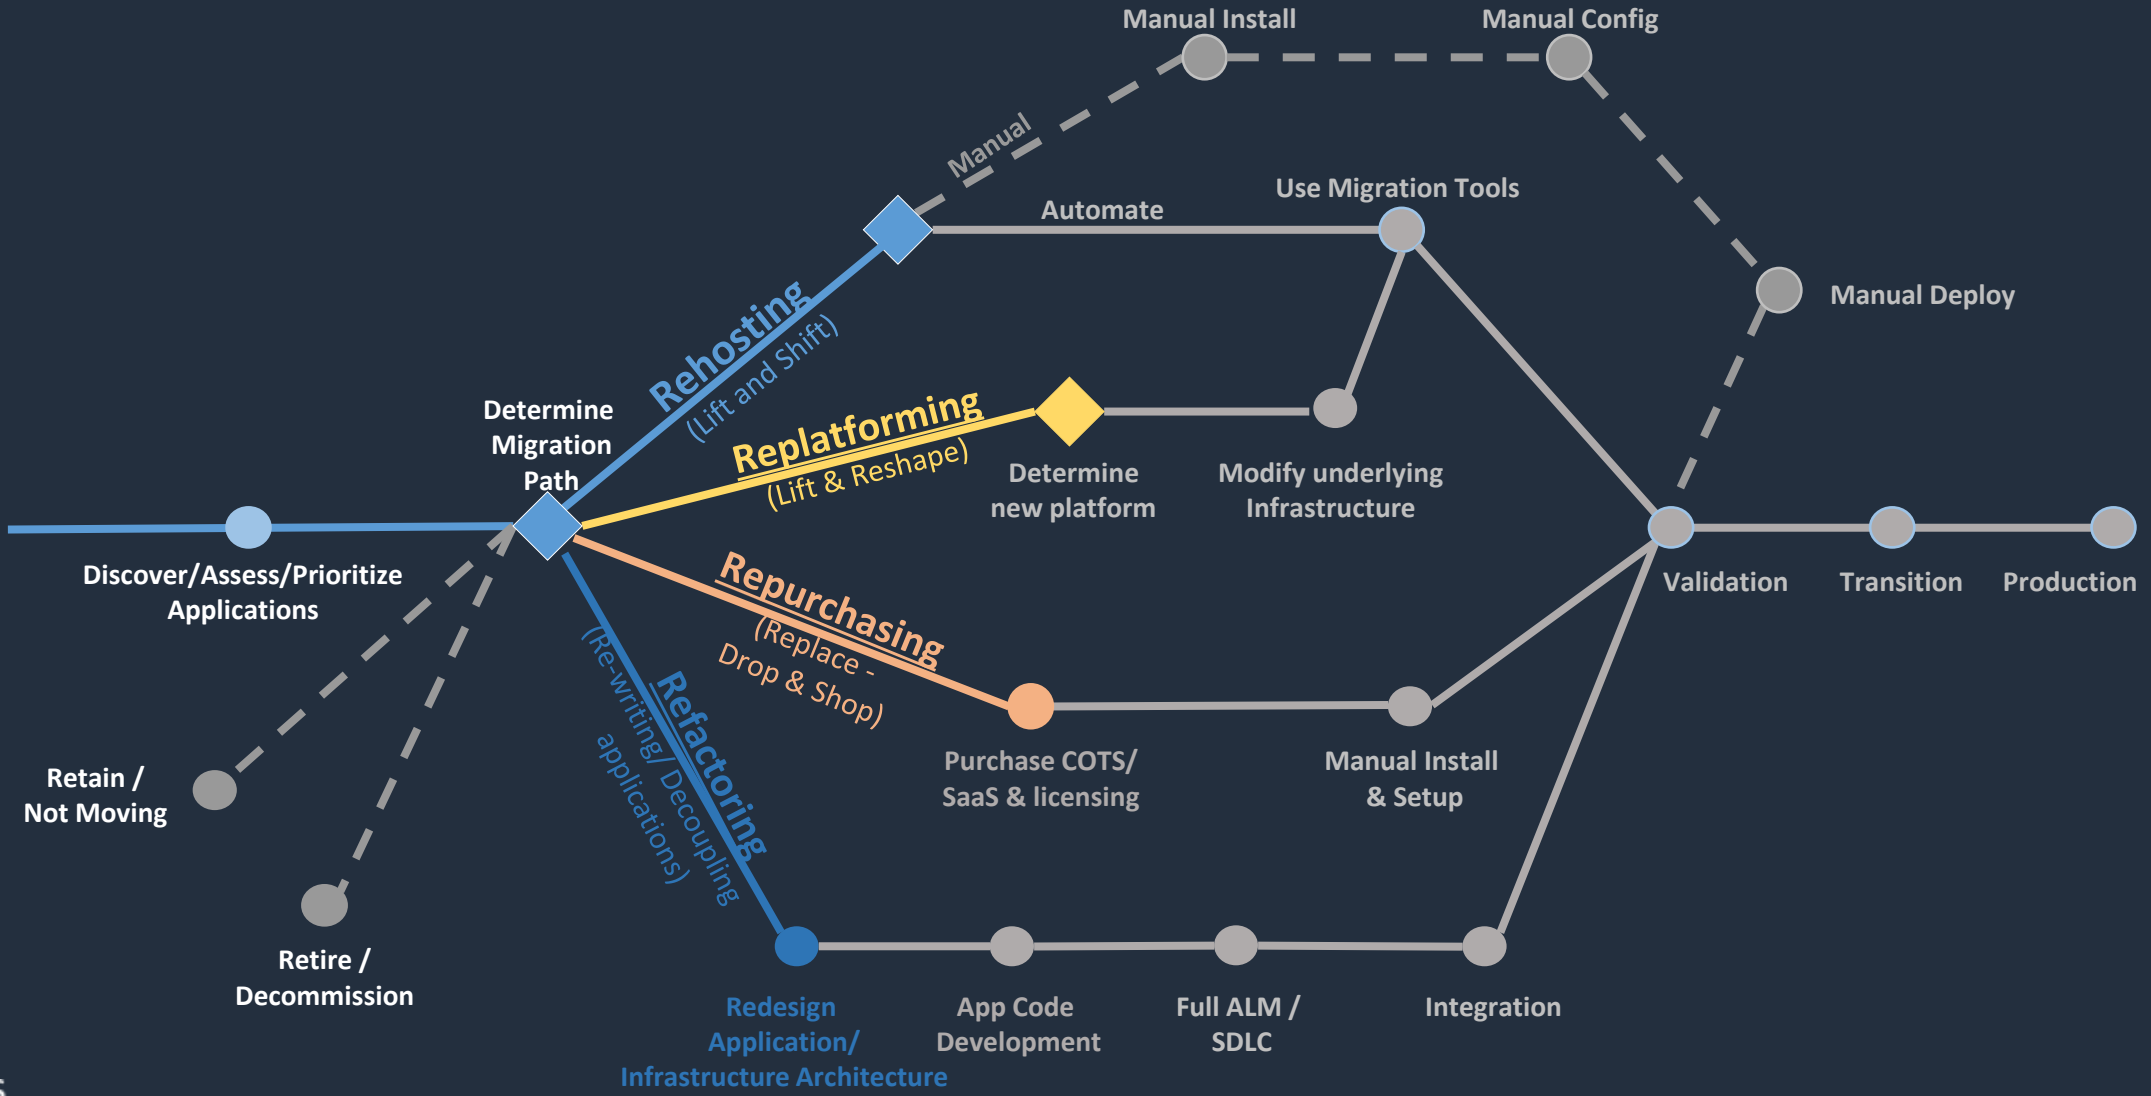 Manual Install
Manual Config
Manual
Use Migration Tools
Automate
Manual Deploy
Rehosting
(Lift and Shift)
Determine
Migration
Path
Replatforming
(Lift & Reshape)
Determine
new platform
Modify underlying
Infrastructure
Discover/Assess/Prioritize
Applications
Validation
Transition
Production
Repurchasing
(Replace -
Drop & Shop)
Refactoring
(Re-writing/ Decoupling
applications)
Purchase COTS/
SaaS & licensing
Manual Install
& Setup
Retain /
Not Moving
Retire /
Decommission
Redesign
Application/
Infrastructure Architecture
App Code
Development
Full ALM /
SDLC
Integration